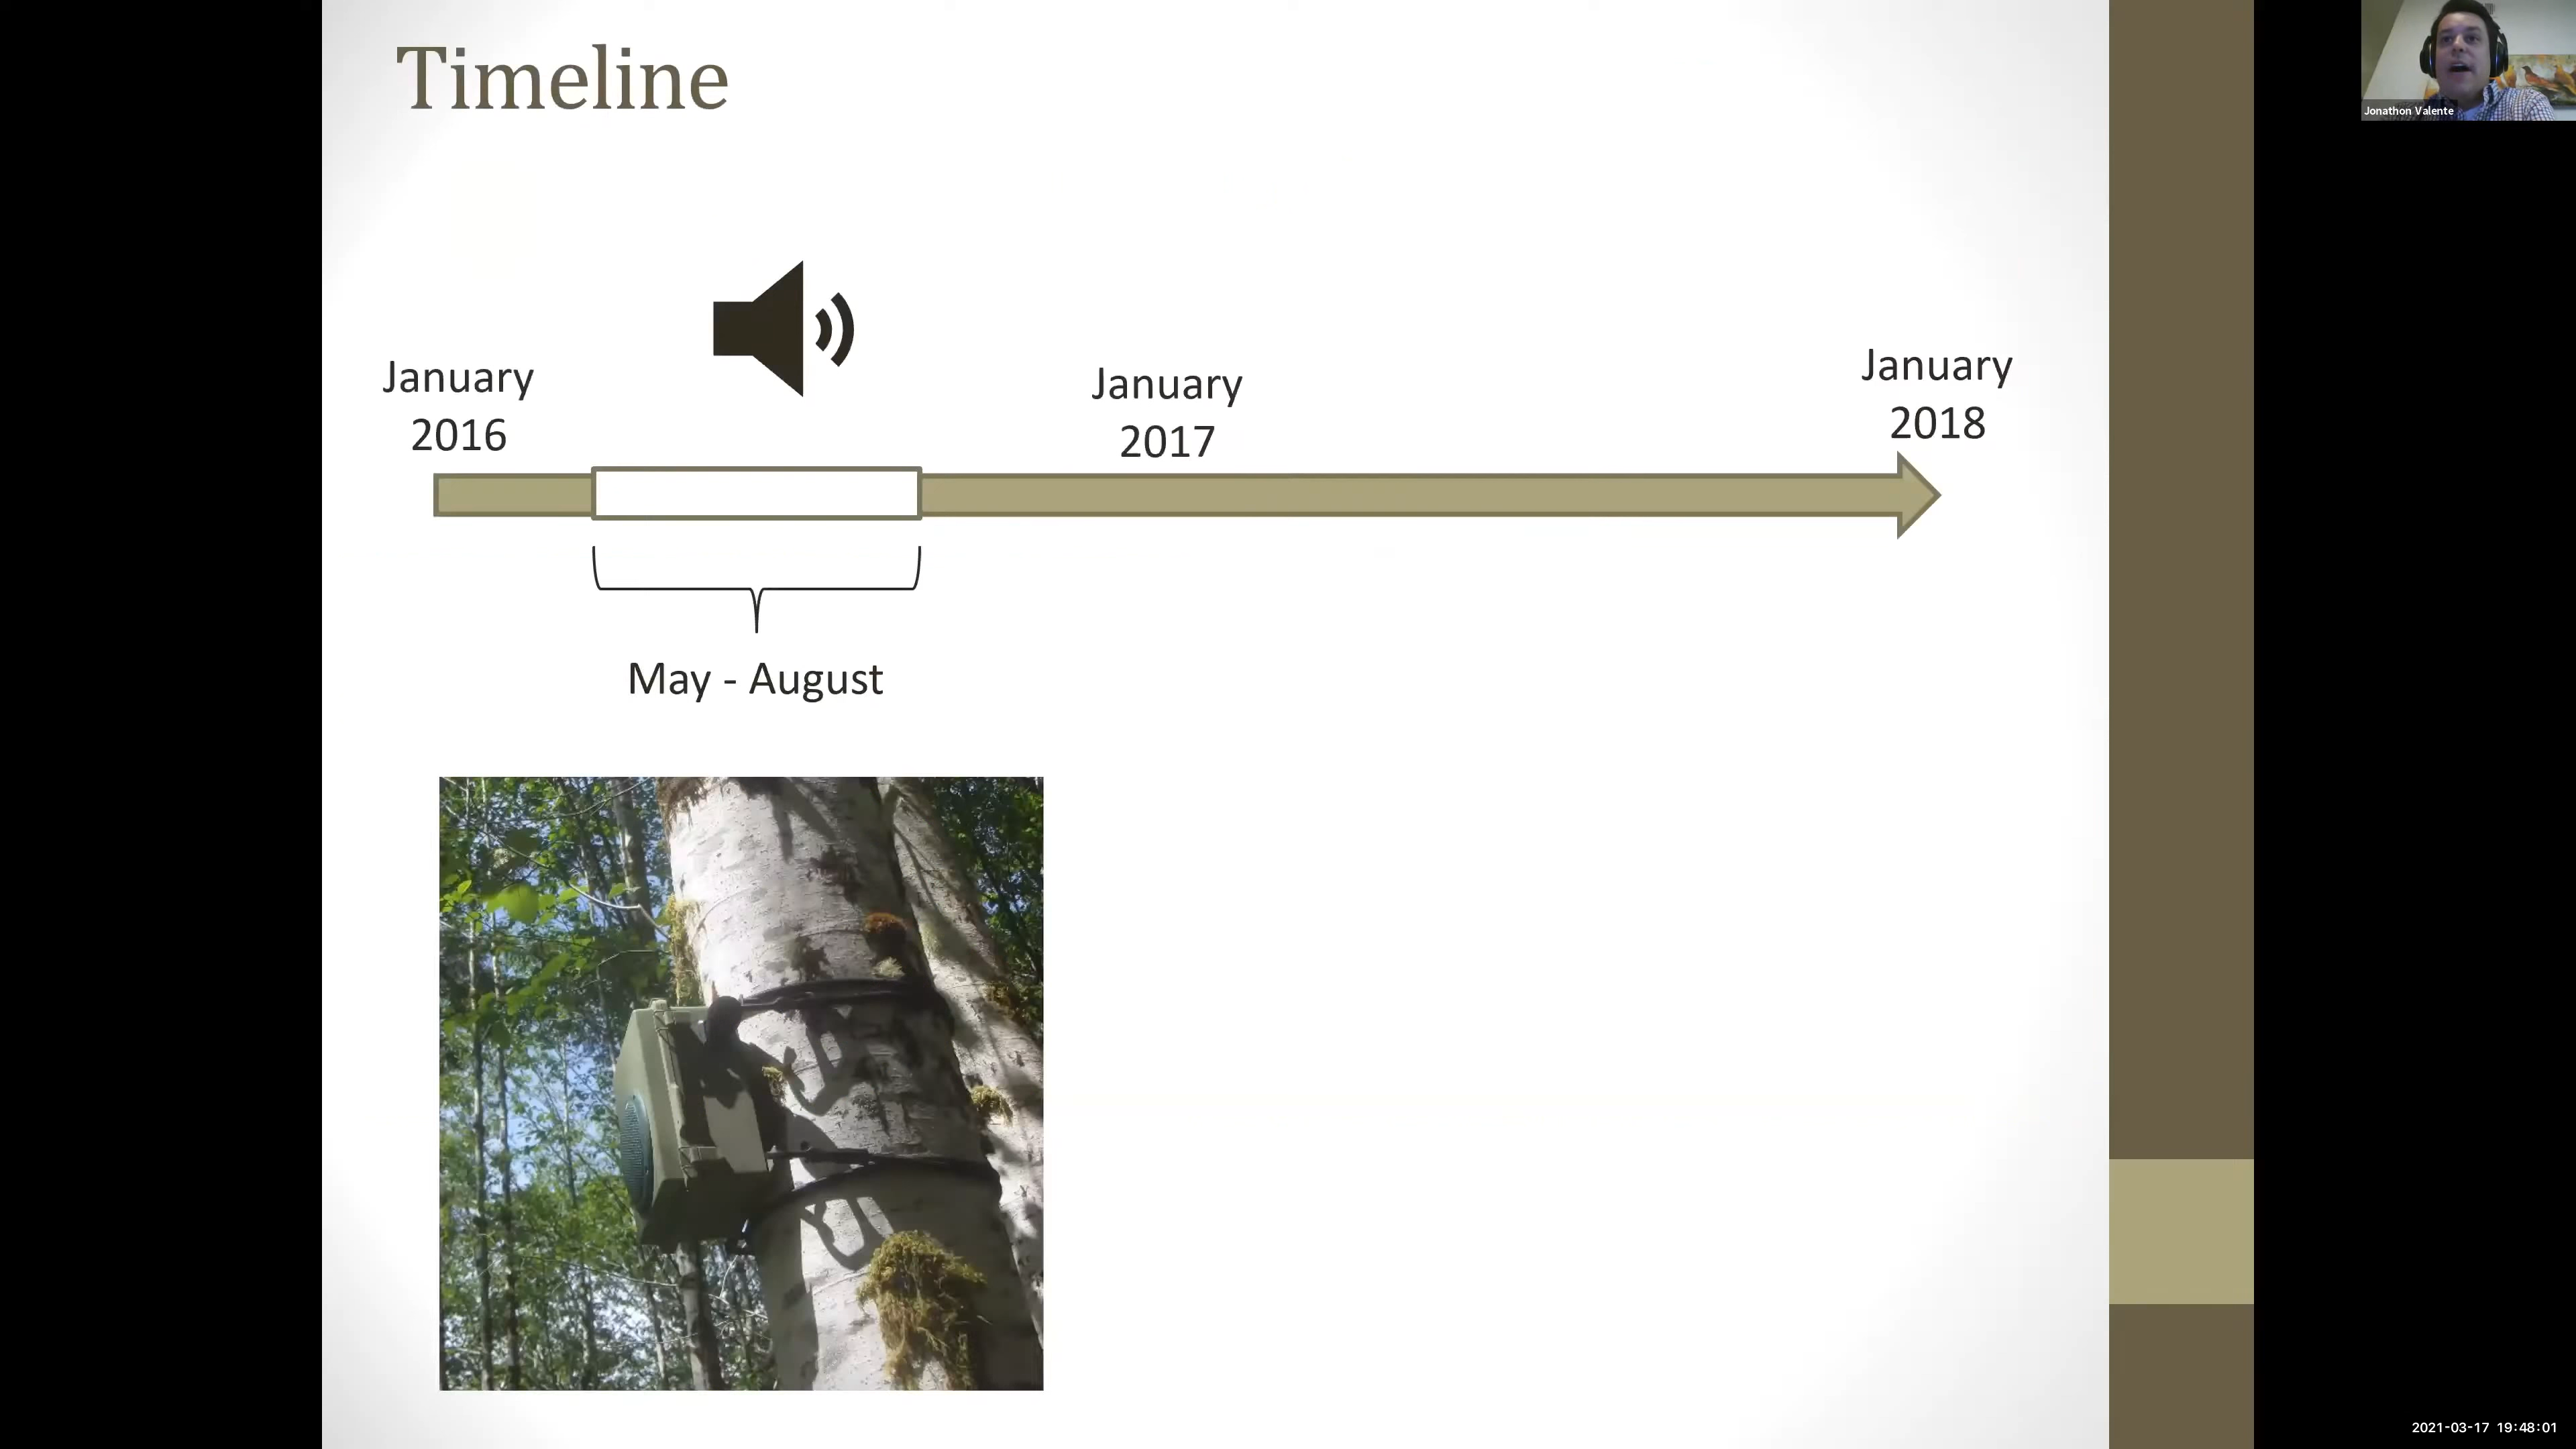 Timeline
January
2016
January
2017
January
2018
May - August
Jonathon Valente
2021-03-17 19:48:01